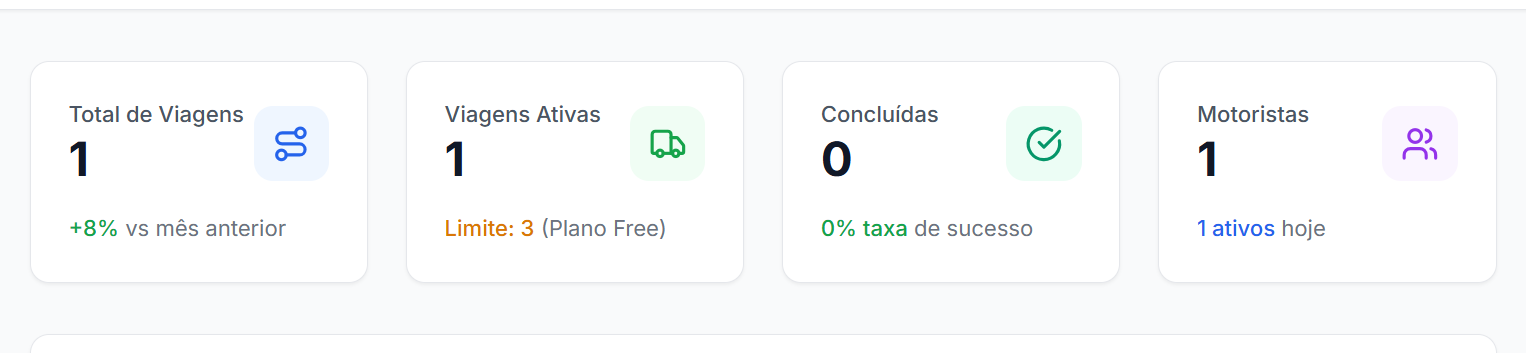 Total de Viagens
1
+8% vs mês anterior
Viagens Ativas
1
Limite: 3 (Plano Free)
Concluídas
0
0% taxa de sucesso
Motoristas
1
1 ativos hoje